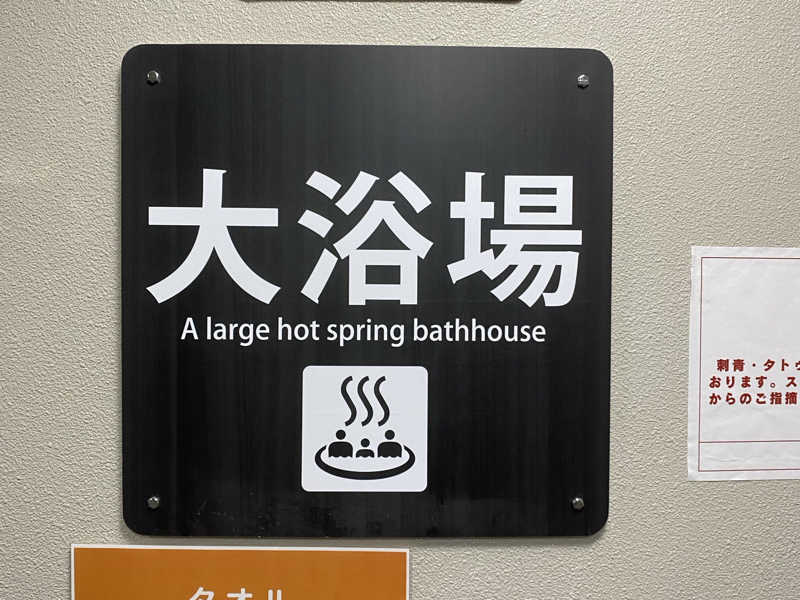 大浴場
A large hot spring bathhouse
刺青・タトゥ
おります。ス
からのご指摘
タオル